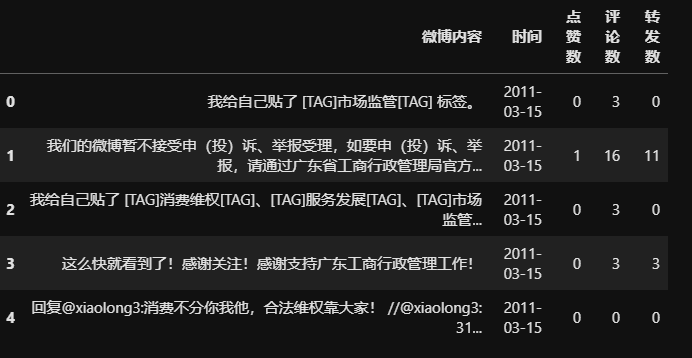 微博内容 时间 点赞数 评论数 转发数
0 我给自己贴了 [TAG]市场监管[TAG] 标签。 2011-03-15 0 3 0
1 我们的微博暂不接受申（投）诉、举报受理，如要申（投）诉、举
报，请通过广东省工商行政管理局官方... 2011-03-15 1 16 11
2 我给自己贴了 [TAG]消费维权[TAG]、[TAG]服务发展[TAG]、[TAG]市场
监管... 2011-03-15 0 3 0
3 这么快就看到了！感谢关注！感谢支持广东工商行政管理工作！ 2011-03-15 0 3 3
4 回复@xiaolong3:消费不分你我他，合法维权靠大家！ //@xiaolong3:
31... 2011-03-15 0 0 0